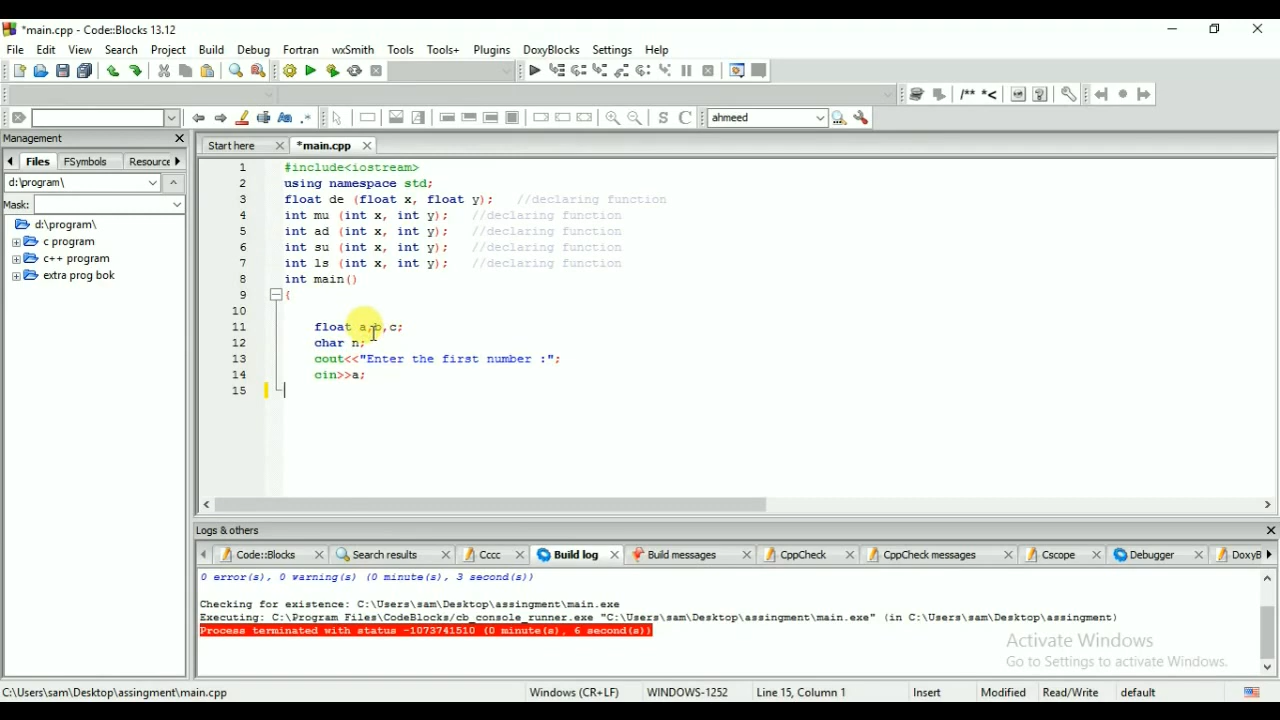 *main.cpp - Code::Blocks 13.12
File Edit View Search Project Build Debug Fortran wxSmith Tools Tools+ Plugins DoxyBlocks Settings Help
/** *<
ahmeed
Management
Start here *main.cpp
Files FSymbols Resource
d:\program\
Mask:
d:\program\
c program
c++ program
extra prog bok
1 #include<iostream>
2 using namespace std;
3 float de (float x, float y); //declaring function
4 int mu (int x, int y); //declaring function
5 int ad (int x, int y); //declaring function
6 int su (int x, int y); //declaring function
7 int ls (int x, int y); //declaring function
8 int main()
9 {
10
11 float a,b,c;
12 char n;
13 cout<<"Enter the first number :";
14 cin>>a;
15
Logs & others
Code::Blocks Search results Cccc Build log Build messages CppCheck CppCheck messages Cscope Debugger DoxyB
0 error(s), 0 warning(s) (0 minute(s), 3 second(s))
Checking for existence: C:\Users\sam\Desktop\assingment\main.exe
Executing: C:\Program Files\CodeBlocks/cb_console_runner.exe "C:\Users\sam\Desktop\assingment\main.exe" (in C:\Users\sam\Desktop\assingment)
Process terminated with status -1073741510 (0 minute(s), 6 second(s))
Activate Windows
Go to Settings to activate Windows.
C:\Users\sam\Desktop\assingment\main.cpp Windows (CR+LF) WINDOWS-1252 Line 15, Column 1 Insert Modified Read/Write default